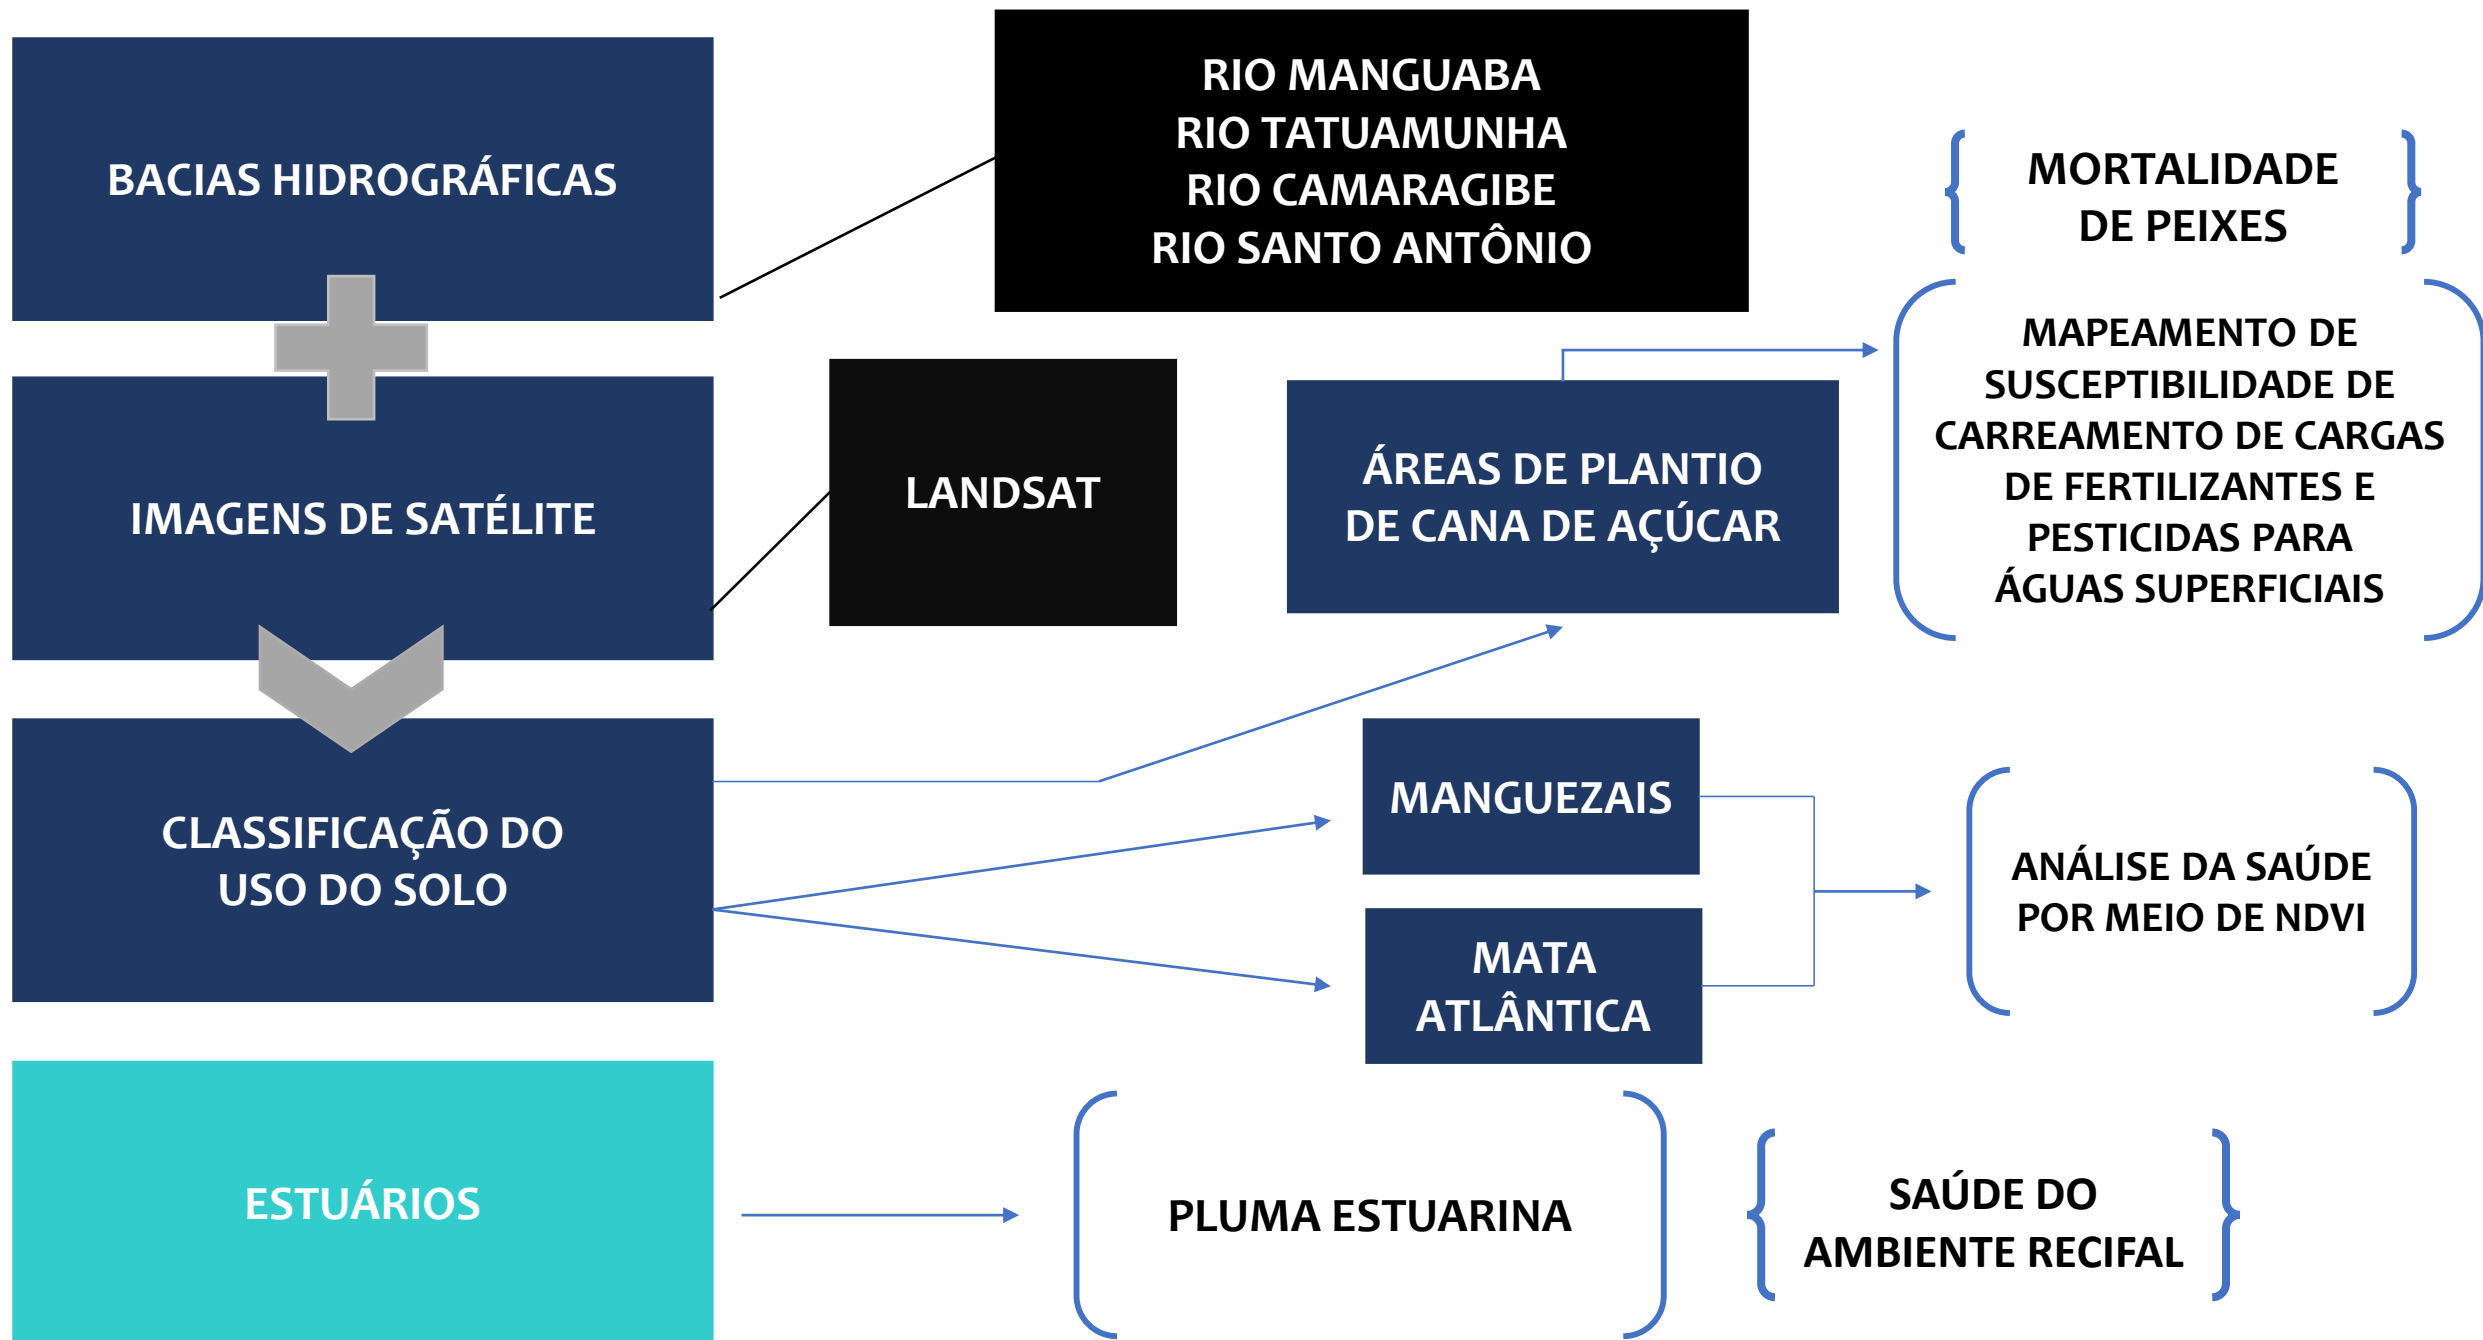 BACIAS HIDROGRÁFICAS
RIO MANGUABA
RIO TATUAMUNHA
RIO CAMARAGIBE
RIO SANTO ANTÔNIO
MORTALIDADE
DE PEIXES
IMAGENS DE SATÉLITE
LANDSAT
ÁREAS DE PLANTIO
DE CANA DE AÇÚCAR
MAPEAMENTO DE
SUSCEPTIBILIDADE DE
CARREAMENTO DE CARGAS
DE FERTILIZANTES E
PESTICIDAS PARA
ÁGUAS SUPERFICIAIS
CLASSIFICAÇÃO DO
USO DO SOLO
MANGUEZAIS
MATA
ATLÂNTICA
ANÁLISE DA SAÚDE
POR MEIO DE NDVI
ESTUÁRIOS
PLUMA ESTUARINA
SAÚDE DO
AMBIENTE RECIFAL